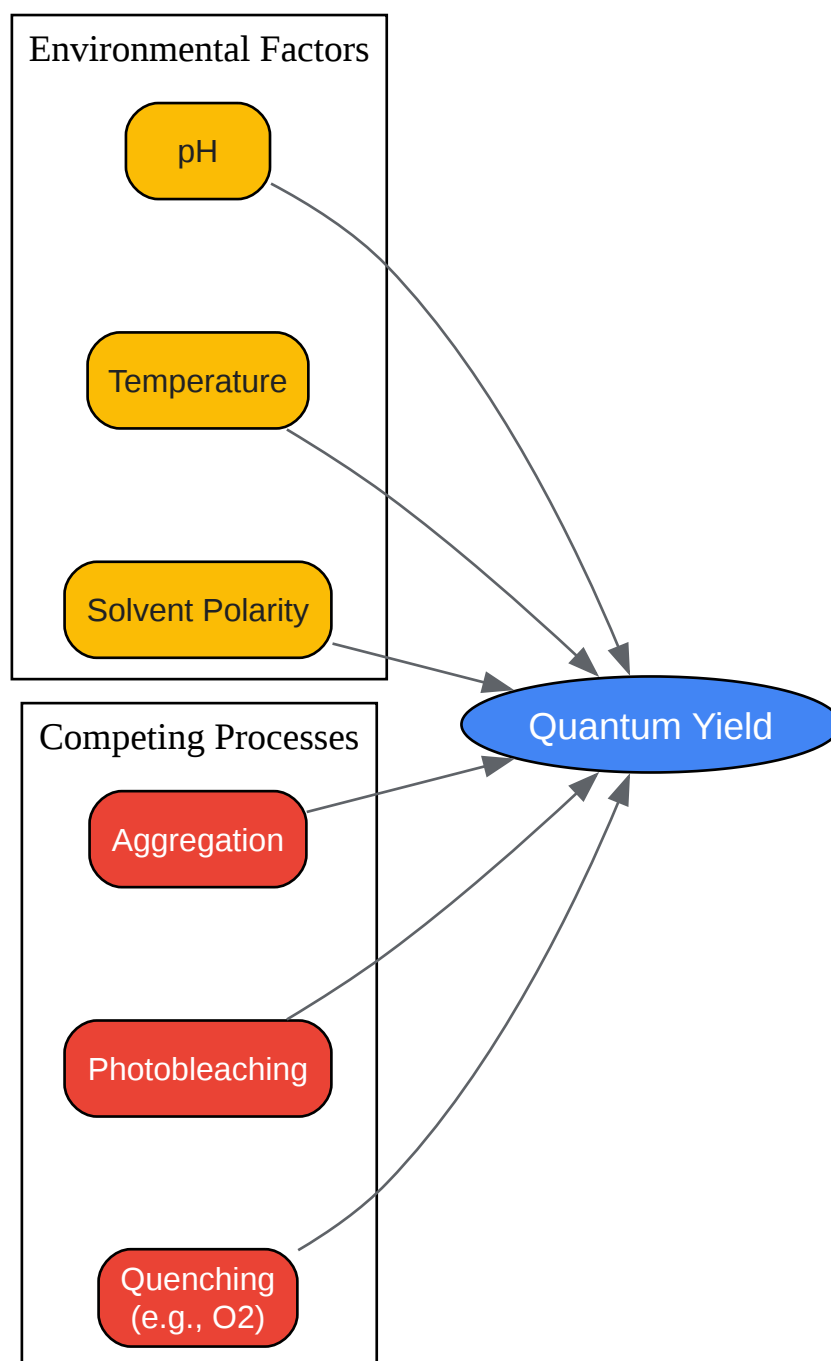 Environmental Factors
pH
Temperature
Solvent Polarity
Quantum Yield
Competing Processes
Aggregation
Photobleaching
Quenching
(e.g., O2)